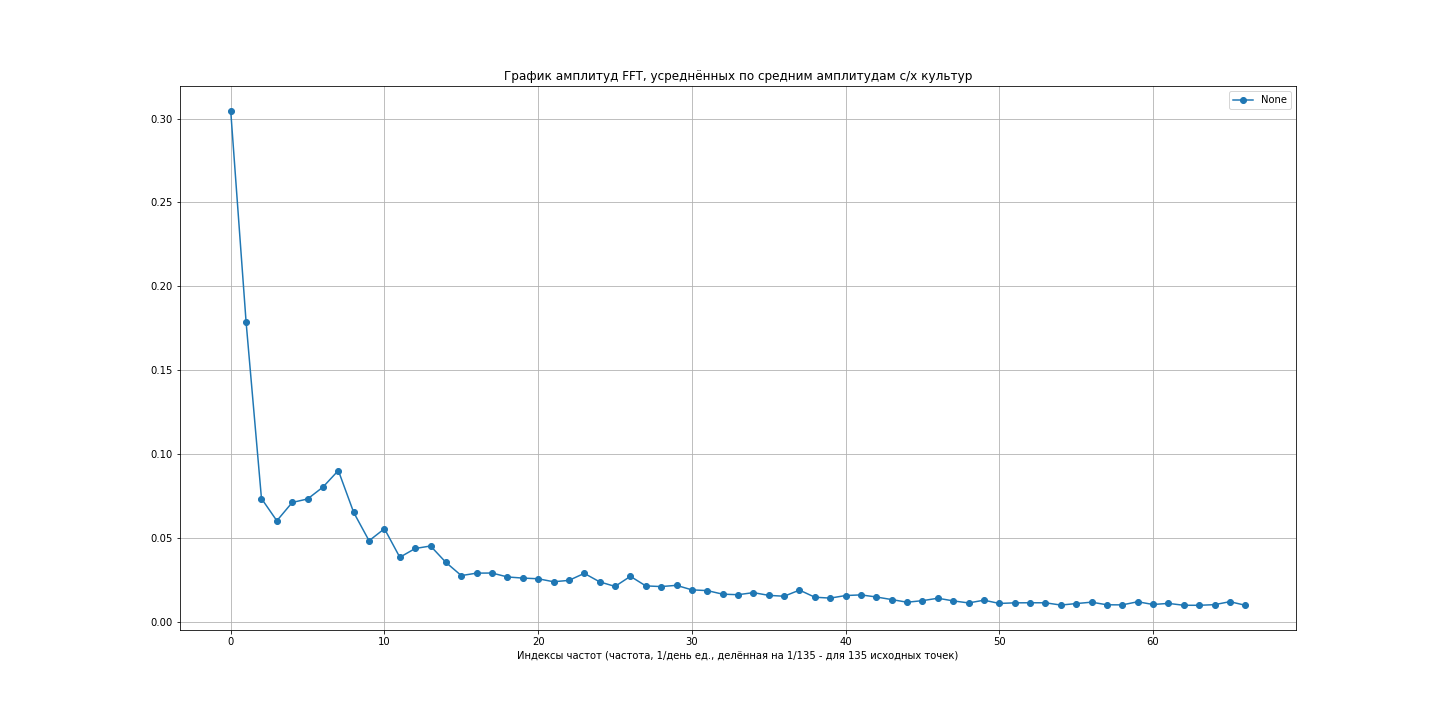 График амплитуд FFT, усреднённых по средним амплитудам с/х культур
None
0.30
0.25
0.20
0.15
0.10
0.05
0.00
0 10 20 30 40 50 60
Индексы частот (частота, 1/день ед., делённая на 1/135 - для 135 исходных точек)